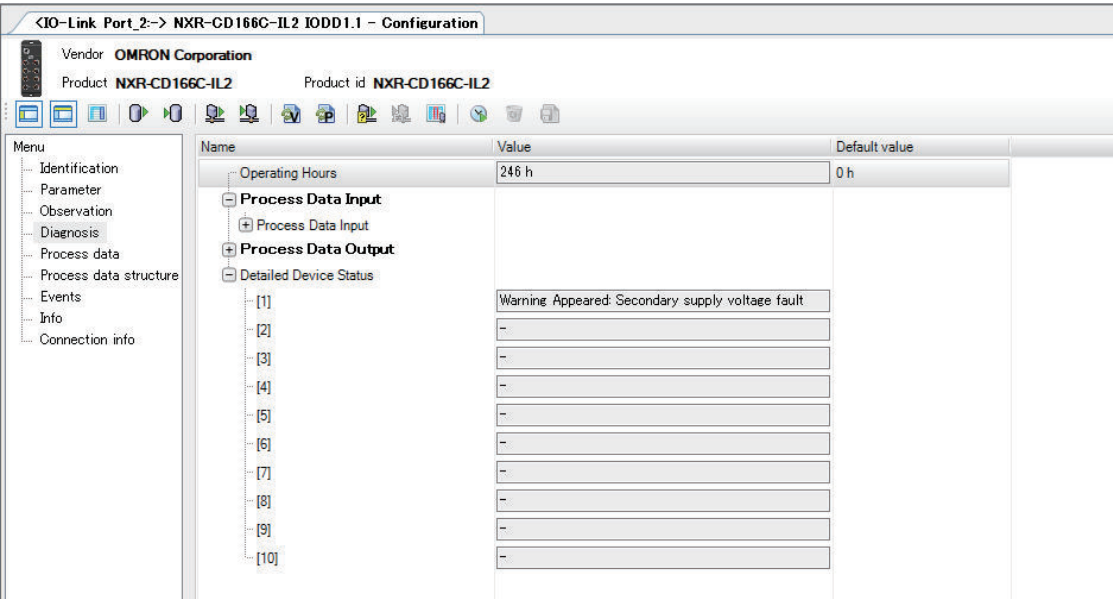 <IO-Link Port_2:-> NXR-CD166C-IL2 IODD1.1 - Configuration
Vendor OMRON Corporation
Product NXR-CD166C-IL2 Product id NXR-CD166C-IL2
Menu
Identification
Parameter
Observation
Diagnosis
Process data
Process data structure
Events
Info
Connection info
Name Value Default value
Operating Hours 246 h 0 h
Process Data Input
Process Data Input
Process Data Output
Detailed Device Status
[1] Warning Appeared: Secondary supply voltage fault
[2] -
[3] -
[4] -
[5] -
[6] -
[7] -
[8] -
[9] -
[10] -